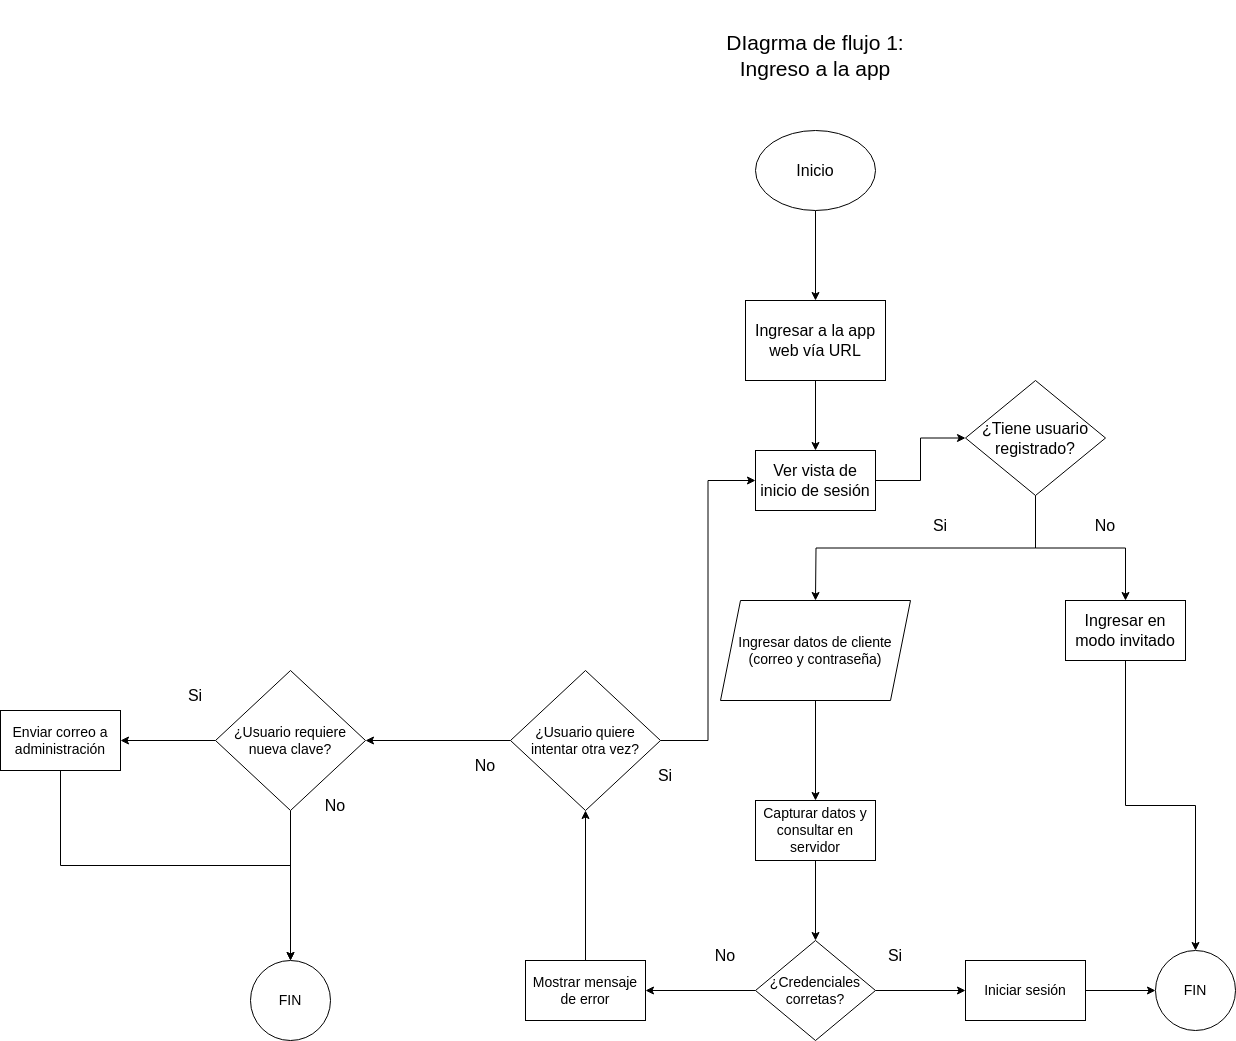 DIagrma de flujo 1:
Ingreso a la app
Inicio
Ingresar a la app
web vía URL
Ver vista de
inicio de sesión
¿Tiene usuario
registrado?
Si
No
Ingresar datos de cliente
(correo y contraseña)
Ingresar en
modo invitado
Capturar datos y
consultar en
servidor
¿Credenciales
corretas?
No
Si
Mostrar mensaje
de error
Iniciar sesión
FIN
¿Usuario quiere
intentar otra vez?
Si
No
¿Usuario requiere
nueva clave?
Si
No
Enviar correo a
administración
FIN